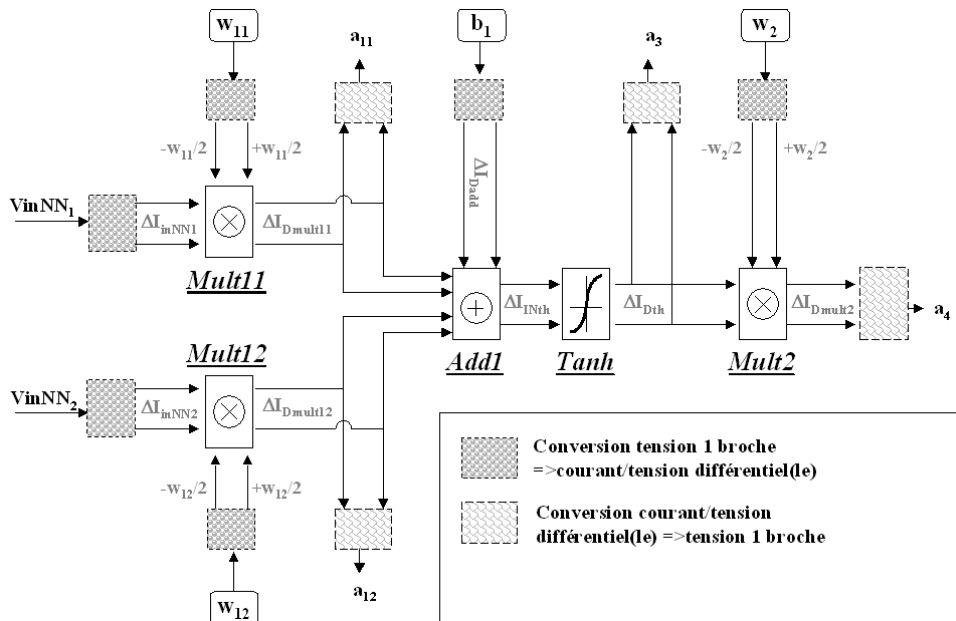 w11
b1
w2
a11
a3
-w11/2
+w11/2
ΔIDadd
-w2/2
+w2/2
VinNN1
ΔIinNN1
ΔIDmult11
Mult11
ΔIINth
ΔIDth
ΔIDmult2
a4
Mult12
Add1
Tanh
Mult2
VinNN2
ΔIinNN2
ΔIDmult12
-w12/2
+w12/2
Conversion tension 1 broche
=>courant/tension différentiel(le)
Conversion courant/tension
différentiel(le) =>tension 1 broche
a12
w12